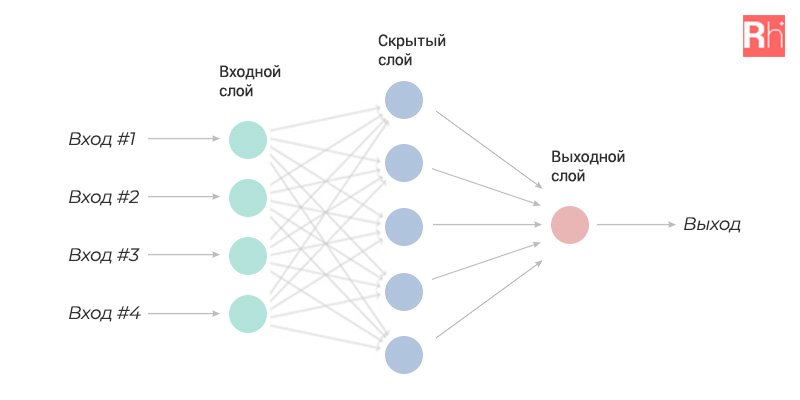 Rh
Скрытый
слой
Входной
слой
Вход #1
Вход #2
Вход #3
Вход #4
Выходной
слой
Выход